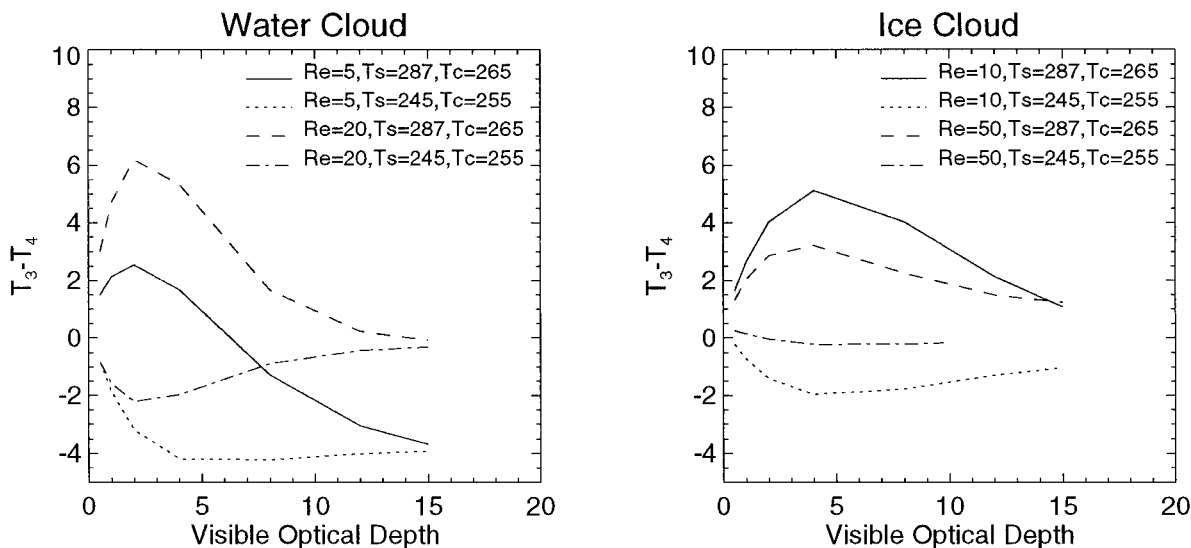 Water Cloud
10
8
6
4
2
0
-2
-4
T3-T4
Re=5,Ts=287,Tc=265
Re=5,Ts=245,Tc=255
Re=20,Ts=287,Tc=265
Re=20,Ts=245,Tc=255
0 5 10 15 20
Visible Optical Depth
Ice Cloud
10
8
6
4
2
0
-2
-4
T3-T4
Re=10,Ts=287,Tc=265
Re=10,Ts=245,Tc=255
Re=50,Ts=287,Tc=265
Re=50,Ts=245,Tc=255
0 5 10 15 20
Visible Optical Depth